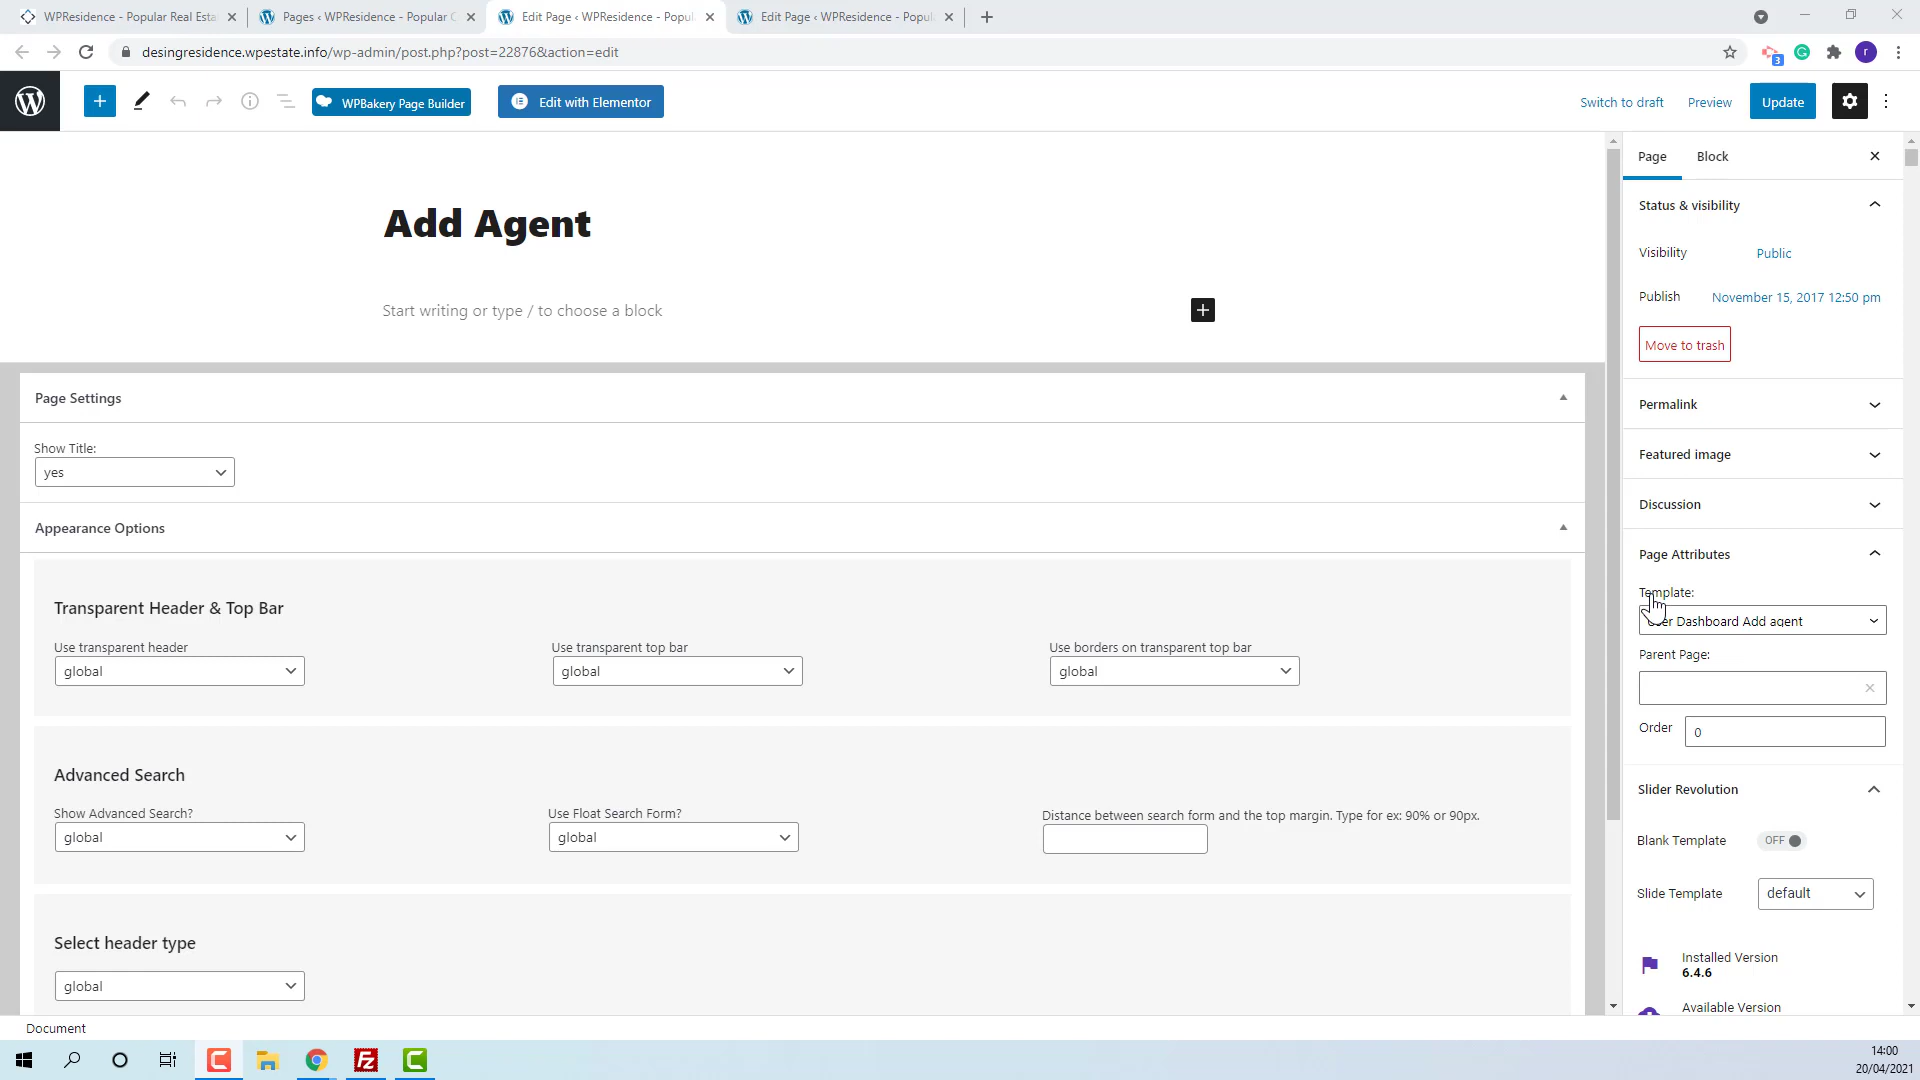 WPResidence - Popular Real Esta
Pages ‹ WPResidence - Popular
Edit Page ‹ WPResidence - Popul
Edit Page ‹ WPResidence - Popul
desingresidence.wpestate.info/wp-admin/post.php?post=22876&action=edit
3
r
WPBakery Page Builder
Edit with Elementor
Switch to draft
Preview
Update
Page
Block
Add Agent
Status & visibility
Visibility
Public
Start writing or type / to choose a block
Publish
November 15, 2017 12:50 pm
Move to trash
Page Settings
Permalink
Show Title:
yes
Featured image
Discussion
Appearance Options
Page Attributes
Template:
User Dashboard Add agent
Transparent Header & Top Bar
Use transparent header
Use transparent top bar
Use borders on transparent top bar
global
global
global
Parent Page:
Order
0
Advanced Search
Slider Revolution
Show Advanced Search?
Use Float Search Form?
Distance between search form and the top margin. Type for ex: 90% or 90px.
global
global
Blank Template
OFF
Slide Template
default
Select header type
global
Installed Version
6.4.6
Available Version
Document
14:00
20/04/2021